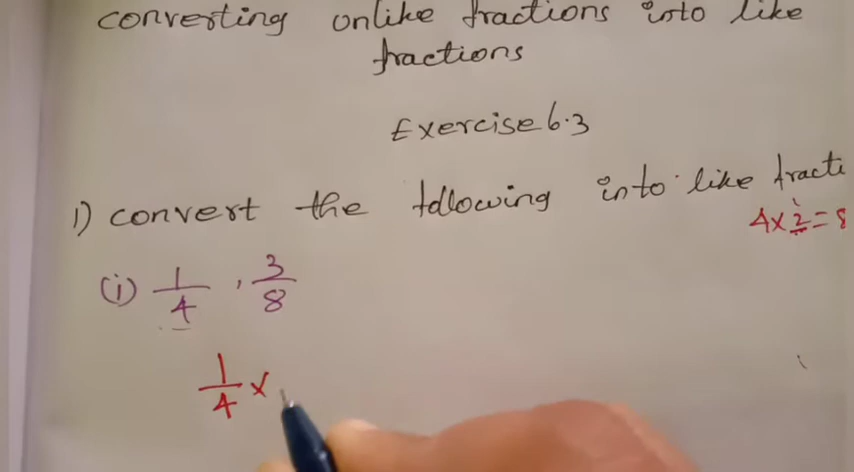 converting unlike fractions into like
fractions
Exercise 6.3
1) convert the following into like fracti
4×2=8
(i) 1/4 , 3/8
1/4 ×